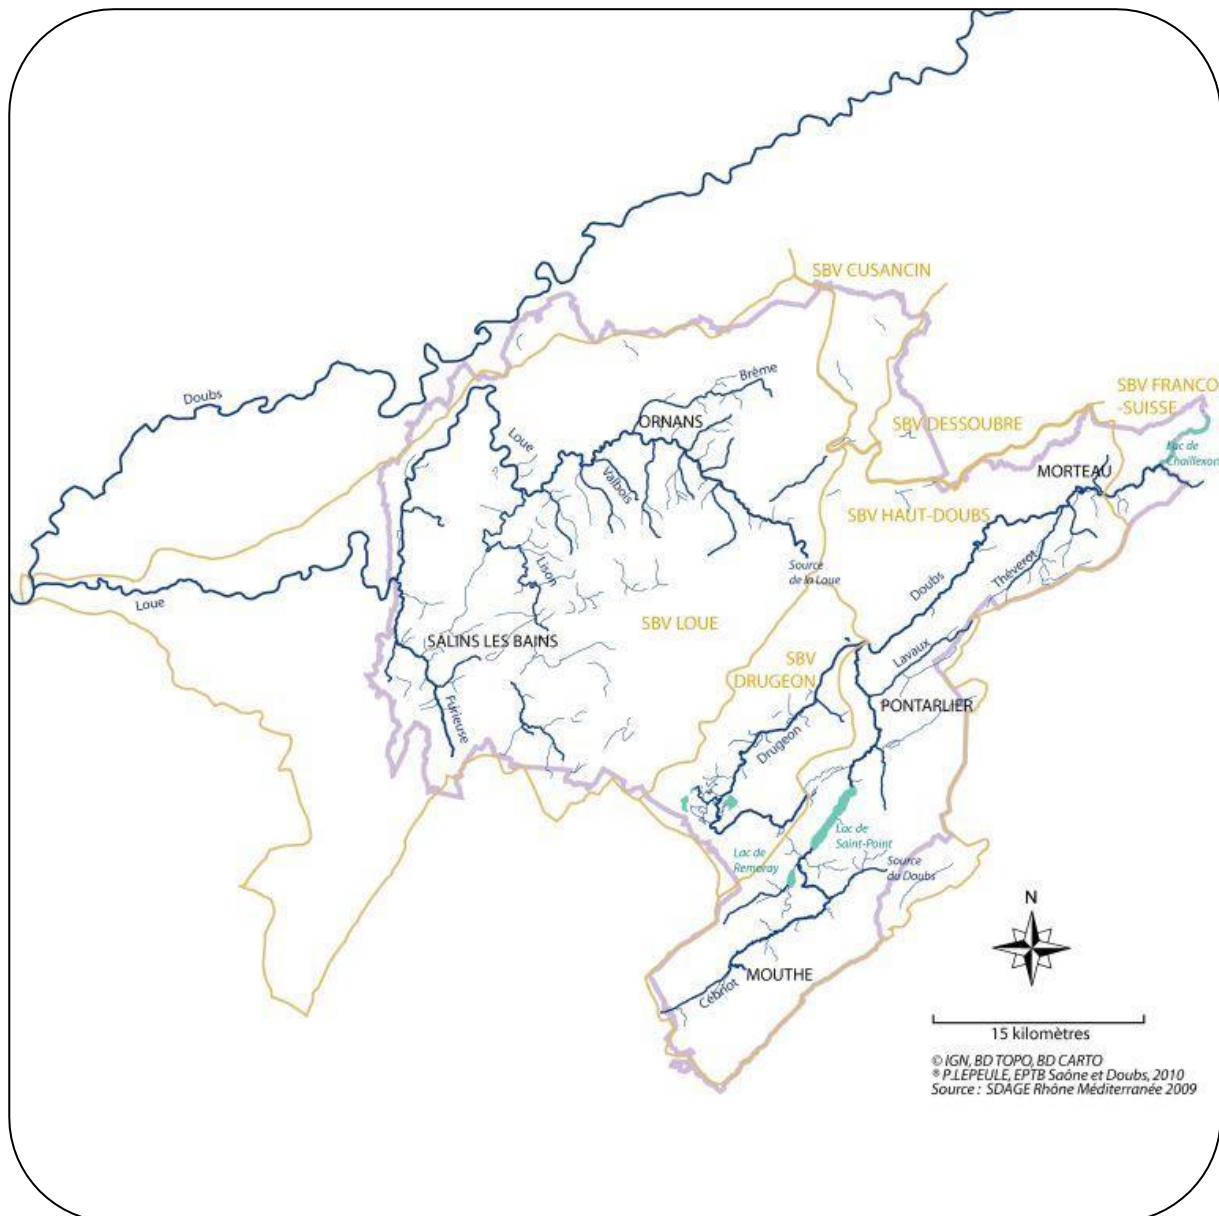 SBV CUSANCIN
SBV FRANCO
-SUISSE
Brême
Doubs
ORNANS
SBV DESSOUBRE
Loue
Lac de
Chaillexon
MORTEAU
Valbois
SBV HAUT-DOUBS
Source
de la Loue
Lison
Doubs
Théverot
Loue
SBV LOUE
SALINS LES BAINS
Lavaux
SBV
DRUGEON
PONTARLIER
Furieuse
Drugeon
Lac de
Saint-Point
Lac de
Remoray
Source
du Doubs
N
MOUTHE
Cébriot
15 kilomètres
© IGN, BD TOPO, BD CARTO
® P.LEPEULE, EPTB Saône et Doubs, 2010
Source : SDAGE Rhône Méditerranée 2009